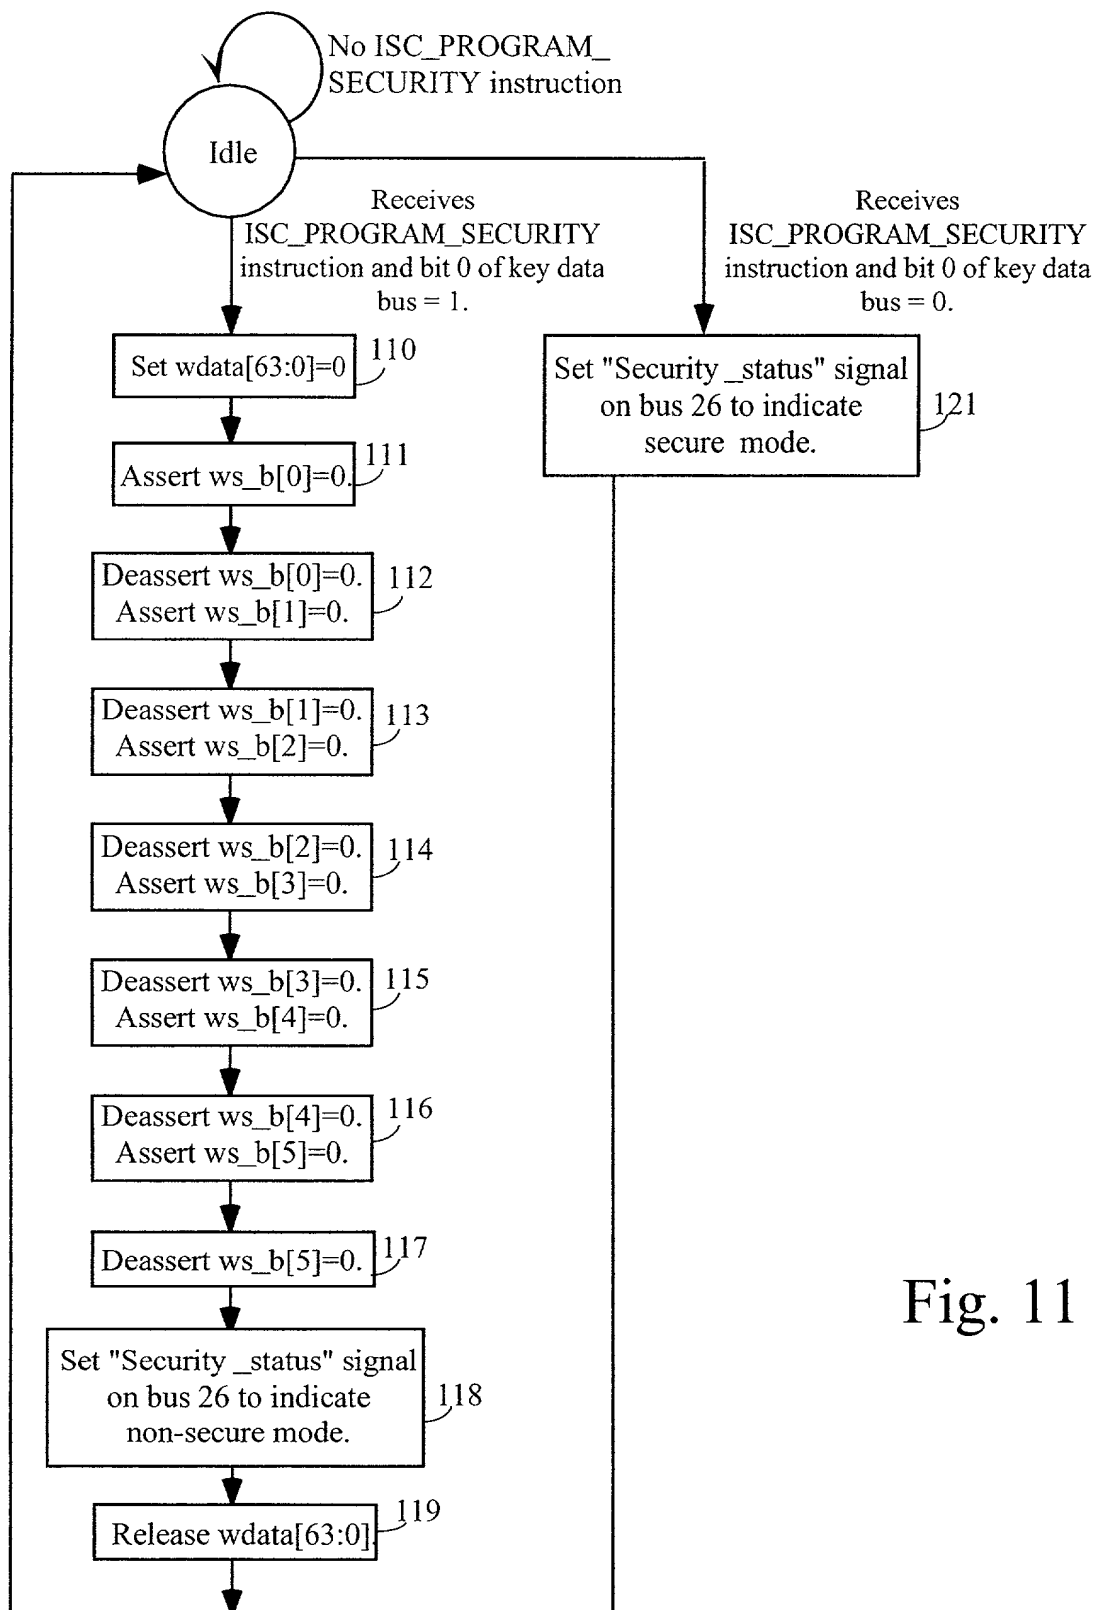 No ISC_PROGRAM_
SECURITY instruction
Idle
Receives
ISC_PROGRAM_SECURITY
instruction and bit 0 of key data
bus = 1.
Receives
ISC_PROGRAM_SECURITY
instruction and bit 0 of key data
bus = 0.
Set wdata[63:0]=0
110
Set "Security _status" signal
on bus 26 to indicate
secure mode.
121
Assert ws_b[0]=0.
111
Deassert ws_b[0]=0.
Assert ws_b[1]=0.
112
Deassert ws_b[1]=0.
Assert ws_b[2]=0.
113
Deassert ws_b[2]=0.
Assert ws_b[3]=0.
114
Deassert ws_b[3]=0.
Assert ws_b[4]=0.
115
Deassert ws_b[4]=0.
Assert ws_b[5]=0.
116
Deassert ws_b[5]=0.
117
Set "Security _status" signal
on bus 26 to indicate
non-secure mode.
118
Release wdata[63:0].
119
Fig. 11